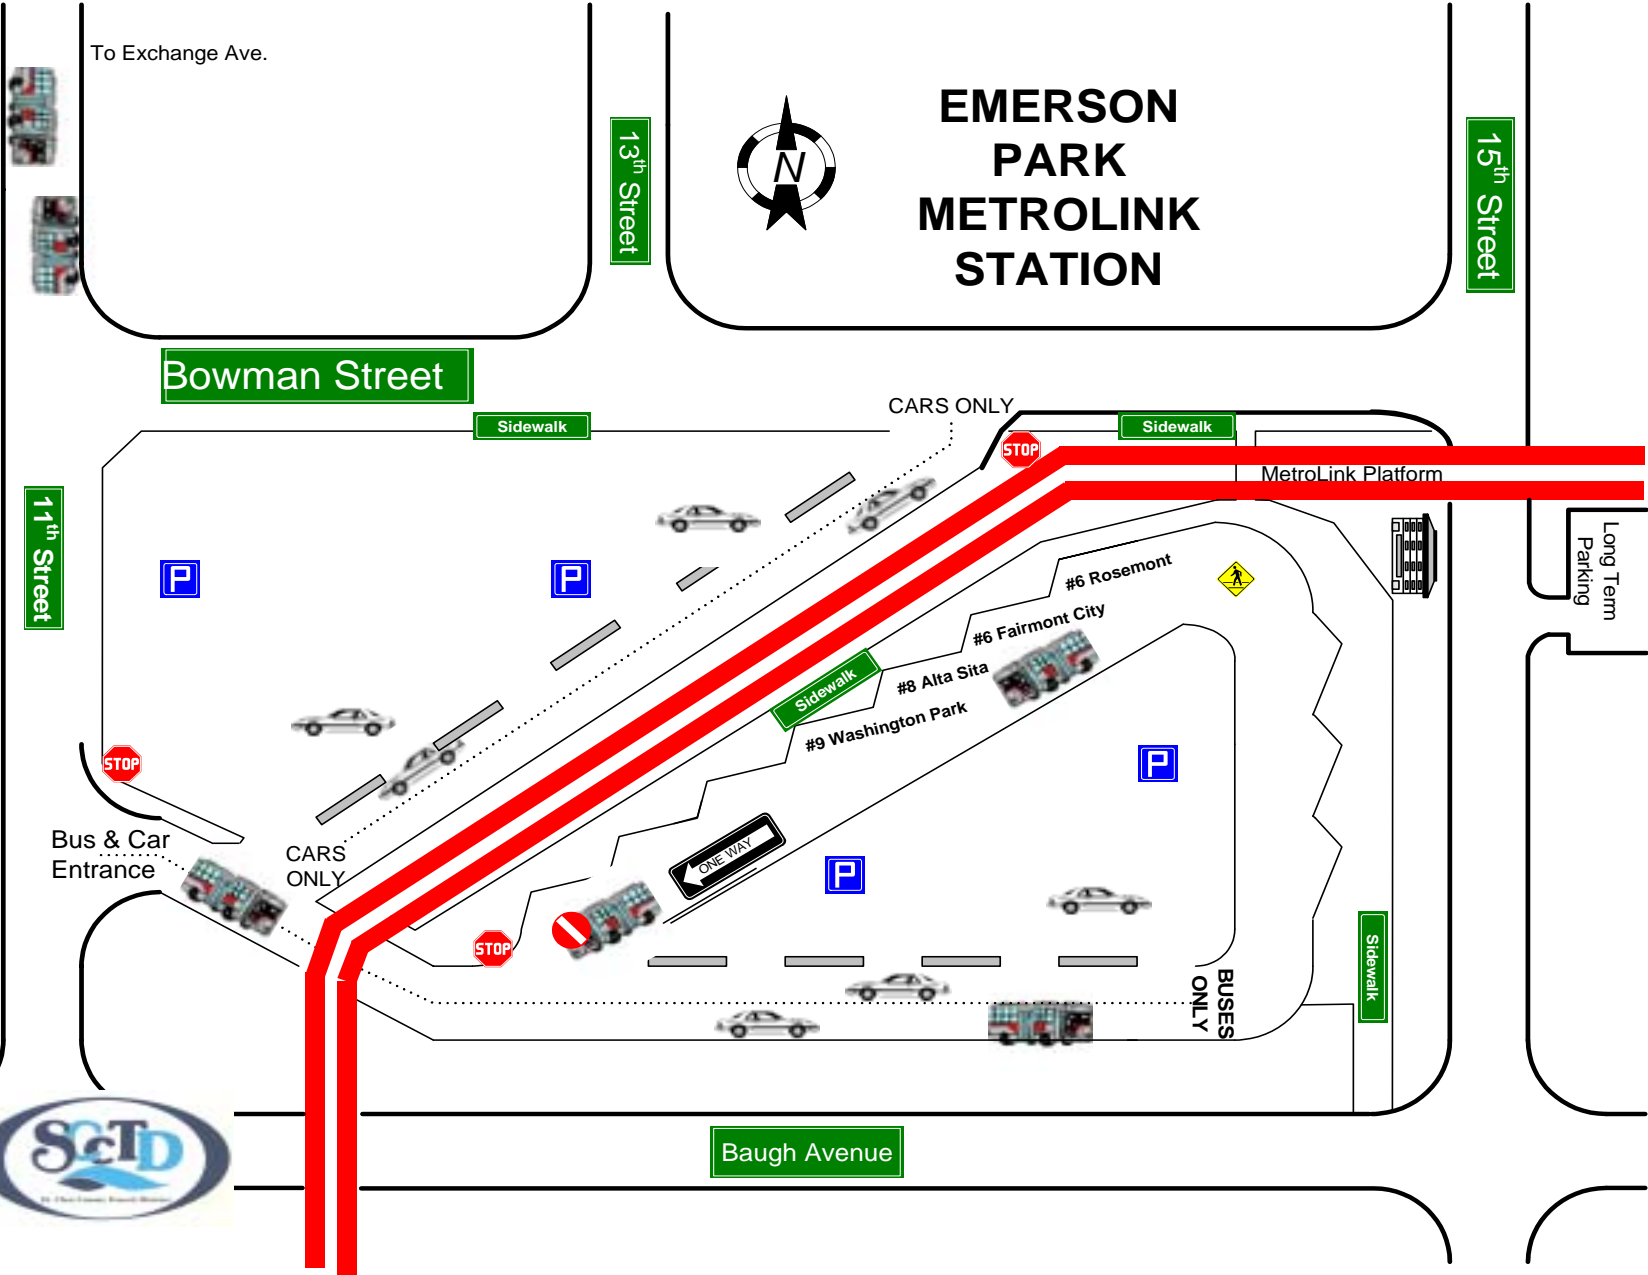 To Exchange Ave.
EMERSON
PARK
METROLINK
STATION
N
13th Street
15th Street
Bowman Street
CARS ONLY
Sidewalk
Sidewalk
STOP
MetroLink Platform
11th Street
P
P
Long Term
Parking
#6 Rosemont
#6 Fairmont City
#8 Alta Sita
#9 Washington Park
Sidewalk
STOP
P
Bus & Car
Entrance
CARS
ONLY
ONE WAY
P
STOP
Sidewalk
BUSES
ONLY
SCCTD
Baugh Avenue